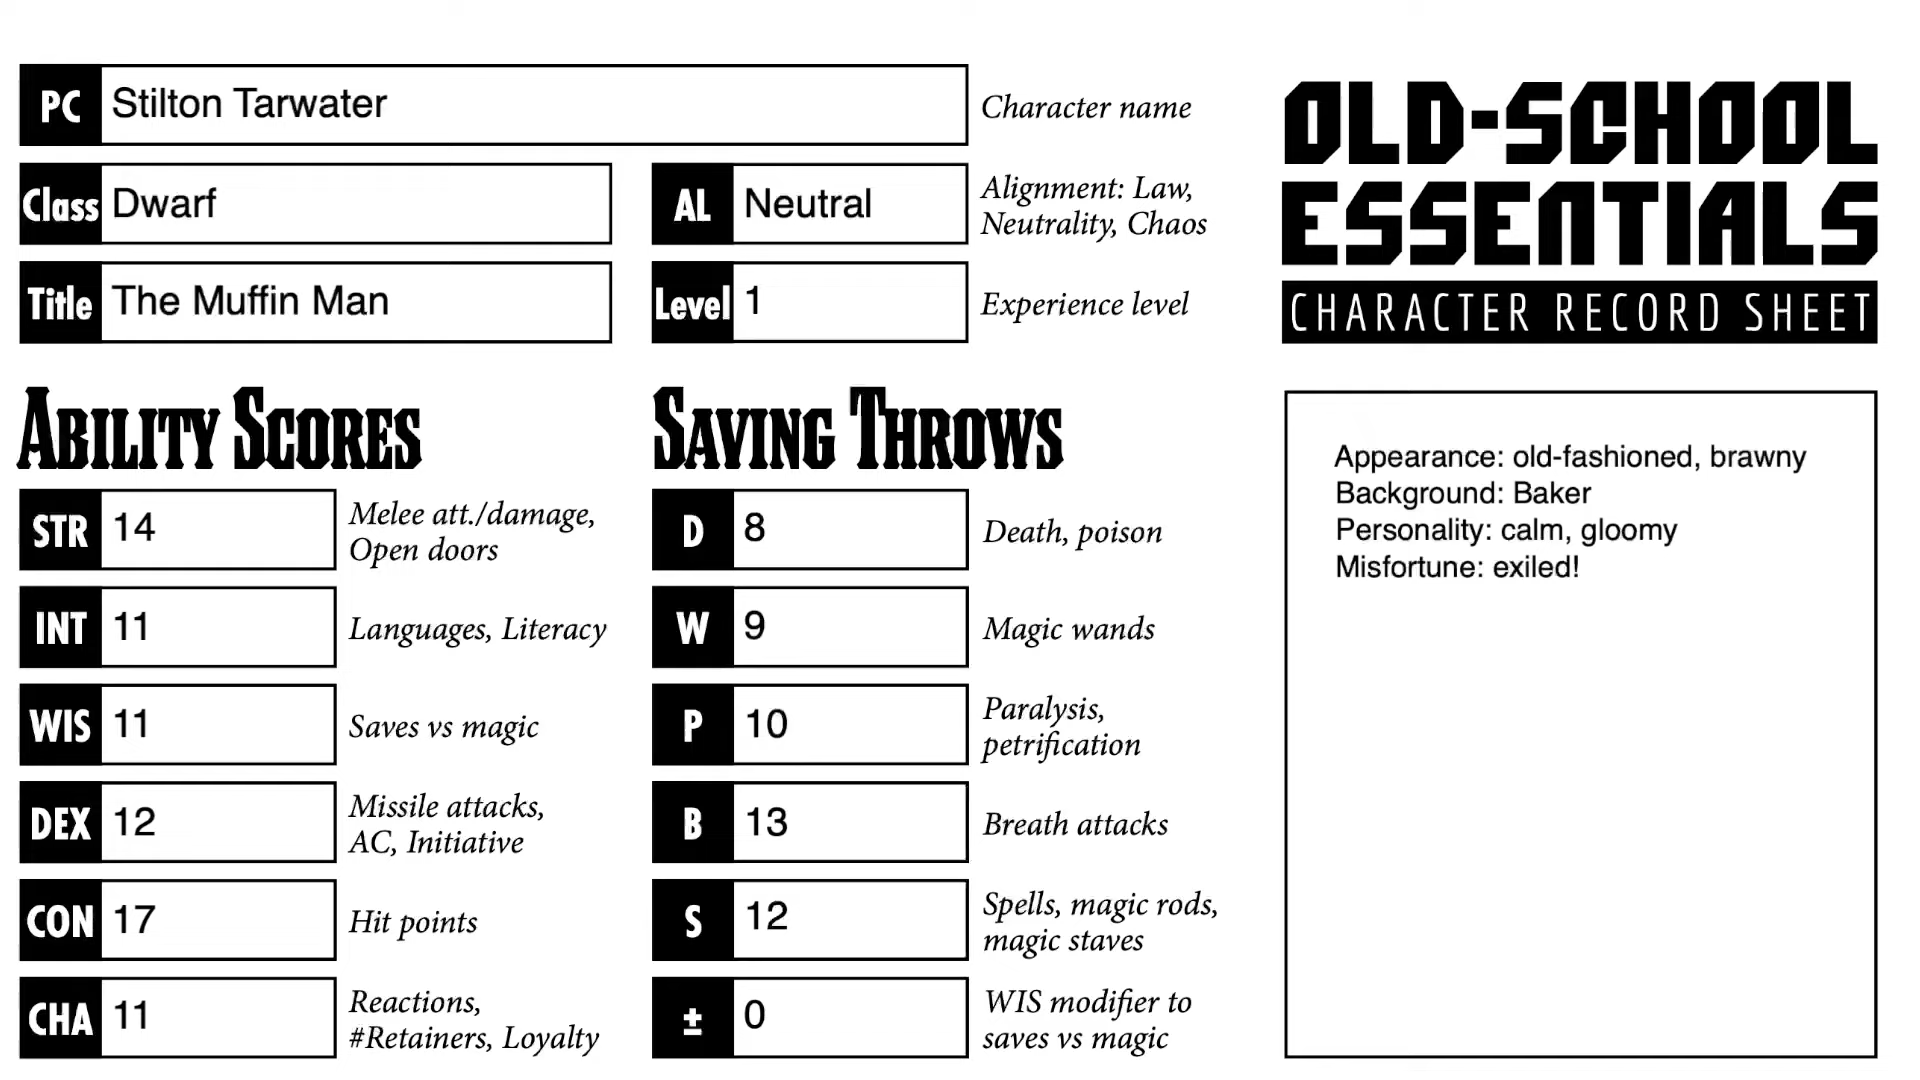 PC Stilton Tarwater Character name
Class Dwarf AL Neutral Alignment: Law,
Neutrality, Chaos
Title The Muffin Man Level 1 Experience level
OLD-SCHOOL
ESSENTIALS
CHARACTER RECORD SHEET
ABILITY SCORES
STR 14 Melee att./damage,
Open doors
INT 11 Languages, Literacy
WIS 11 Saves vs magic
DEX 12 Missile attacks,
AC, Initiative
CON 17 Hit points
CHA 11 Reactions,
#Retainers, Loyalty
SAVING THROWS
D 8 Death, poison
W 9 Magic wands
P 10 Paralysis,
petrification
B 13 Breath attacks
S 12 Spells, magic rods,
magic staves
± 0 WIS modifier to
saves vs magic
Appearance: old-fashioned, brawny
Background: Baker
Personality: calm, gloomy
Misfortune: exiled!